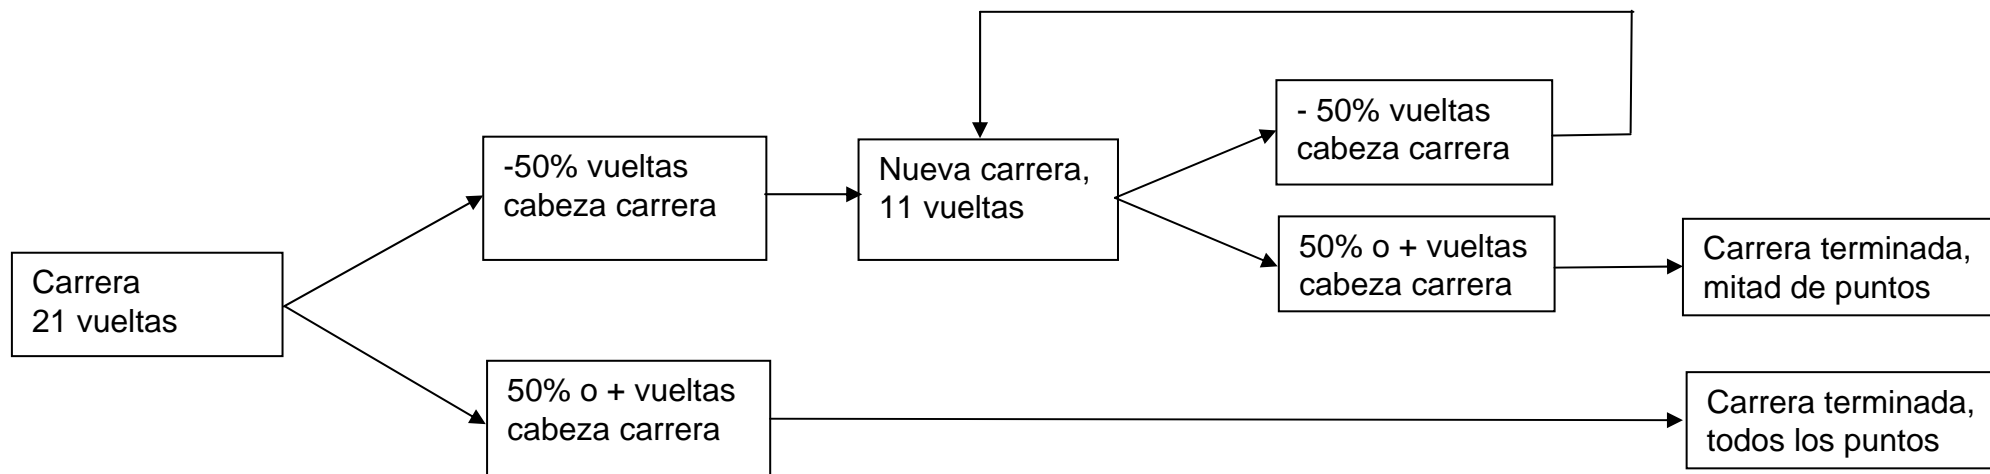 - 50% vueltas
cabeza carrera
-50% vueltas
cabeza carrera
Nueva carrera,
11 vueltas
50% o + vueltas
cabeza carrera
Carrera terminada,
mitad de puntos
Carrera
21 vueltas
50% o + vueltas
cabeza carrera
Carrera terminada,
todos los puntos